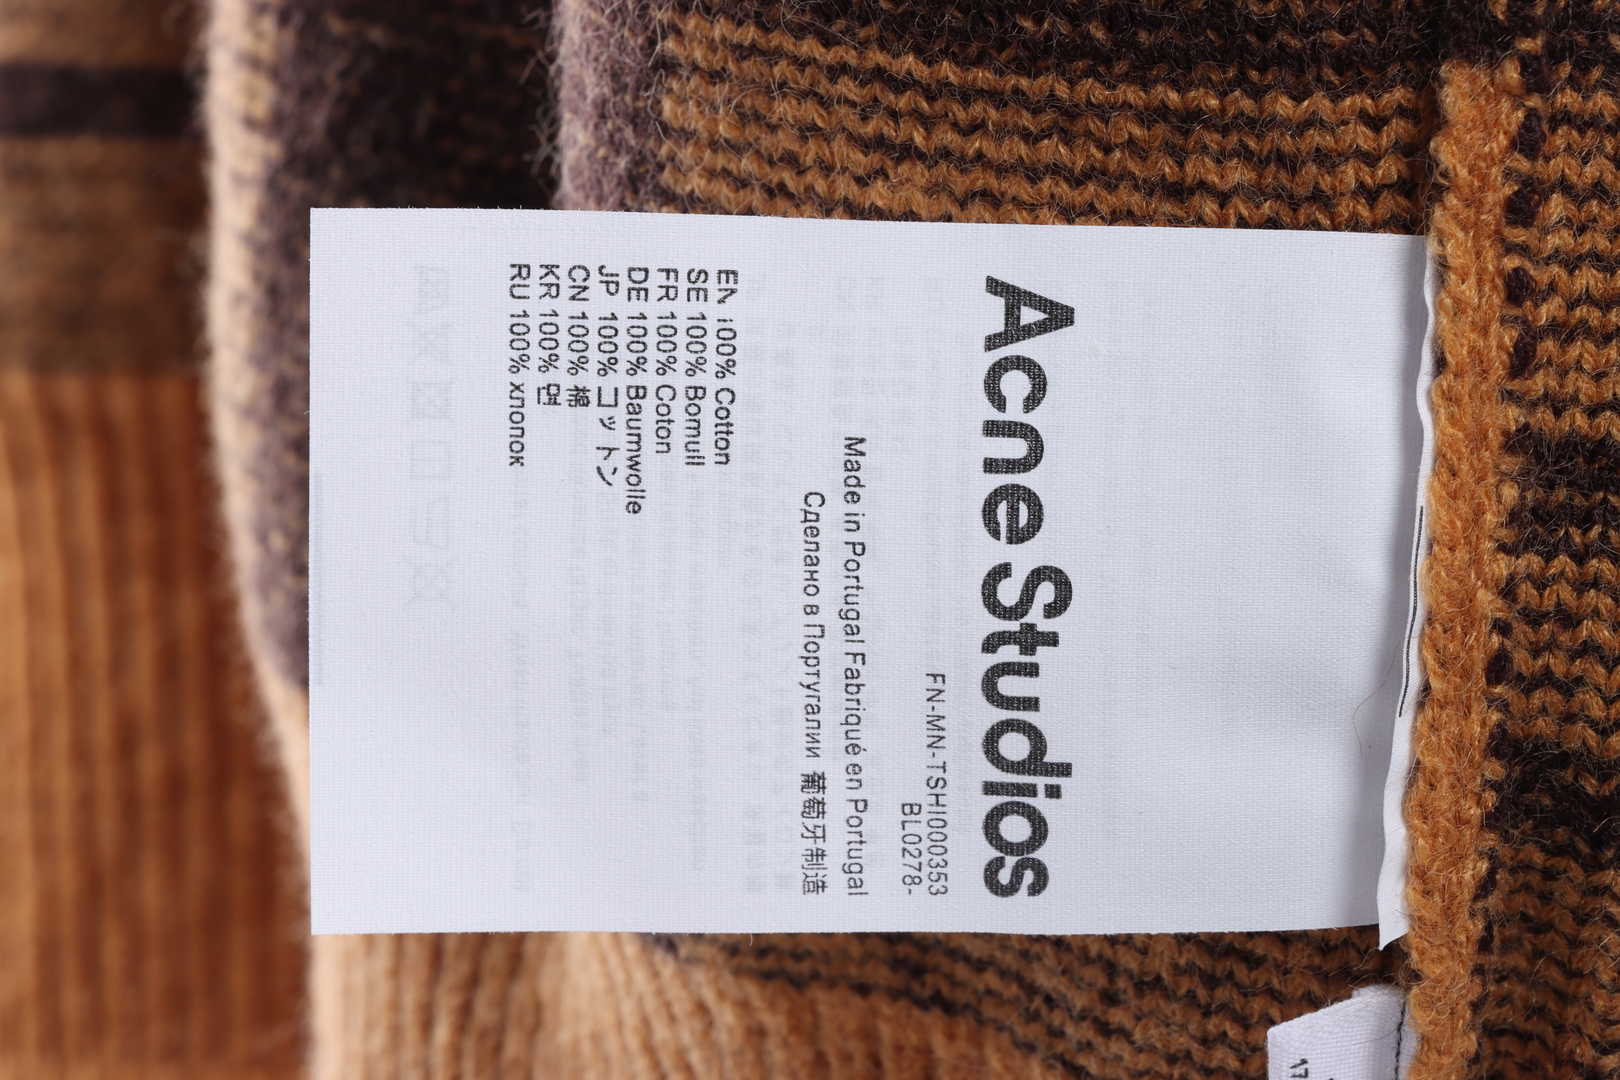 Acne Studios
FN-MN-TSHI000353
BL0278-
Made in Portugal Fabriqué en Portugal
Сделано в Португалии 葡萄牙制造
EN 100% Cotton
SE 100% Bomull
FR 100% Coton
DE 100% Baumwolle
JP 100% コットン
CN 100% 棉
KR 100% 면
RU 100% хлопок
17